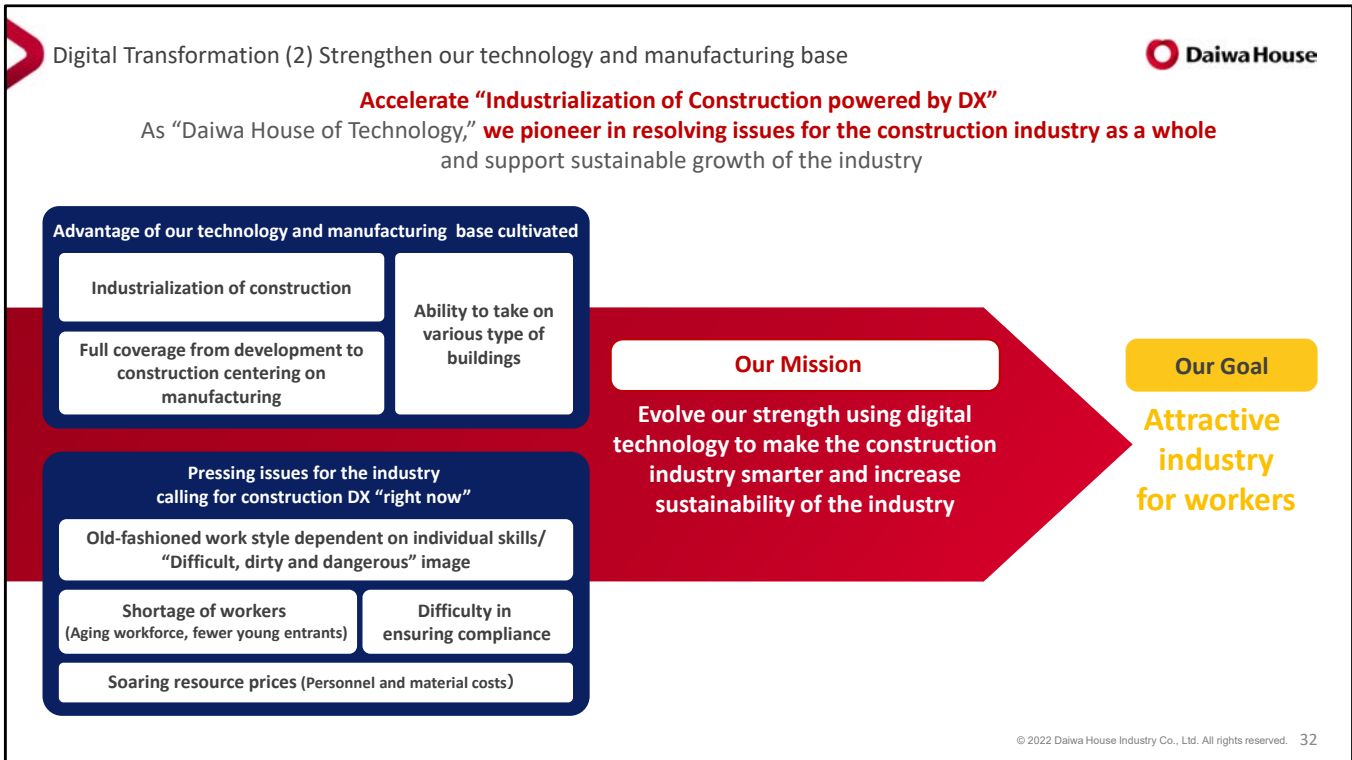 Digital Transformation (2) Strengthen our technology and manufacturing base
Daiwa House
Accelerate “Industrialization of Construction powered by DX”
As “Daiwa House of Technology,” we pioneer in resolving issues for the construction industry as a whole
and support sustainable growth of the industry
Advantage of our technology and manufacturing base cultivated
Industrialization of construction
Full coverage from development to
construction centering on
manufacturing
Ability to take on
various type of
buildings
Pressing issues for the industry
calling for construction DX “right now”
Old-fashioned work style dependent on individual skills/
“Difficult, dirty and dangerous” image
Shortage of workers
(Aging workforce, fewer young entrants)
Difficulty in
ensuring compliance
Soaring resource prices (Personnel and material costs）
Our Mission
Evolve our strength using digital
technology to make the construction
industry smarter and increase
sustainability of the industry
Our Goal
Attractive
industry
for workers
© 2022 Daiwa House Industry Co., Ltd. All rights reserved. 32